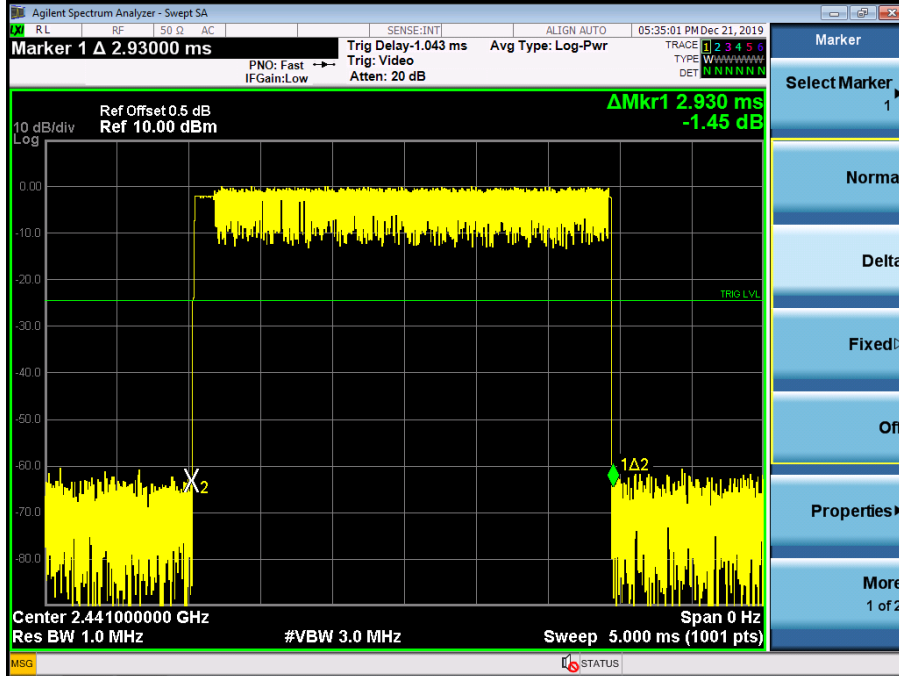 Agilent Spectrum Analyzer - Swept SA
LXI RL RF 50 Ω AC SENSE:INT ALIGN AUTO 05:35:01 PM Dec 21, 2019
Marker 1 Δ 2.93000 ms
PNO: Fast
IFGain:Low
Trig Delay-1.043 ms
Trig: Video
Atten: 20 dB
Avg Type: Log-Pwr
TRACE 1 2 3 4 5 6
TYPE WWWWWW
DET N N N N N N
ΔMkr1 2.930 ms
-1.45 dB
Ref Offset 0.5 dB
Ref 10.00 dBm
10 dB/div
Log
0.00
-10.0
-20.0
TRIG LVL
-30.0
-40.0
-50.0
-60.0
1Δ2
2
-70.0
-80.0
Center 2.441000000 GHz
Span 0 Hz
Res BW 1.0 MHz
#VBW 3.0 MHz
Sweep 5.000 ms (1001 pts)
MSG
STATUS
Marker
Select Marker
1
Norma
Delta
Fixed
Off
Properties
More
1 of 2